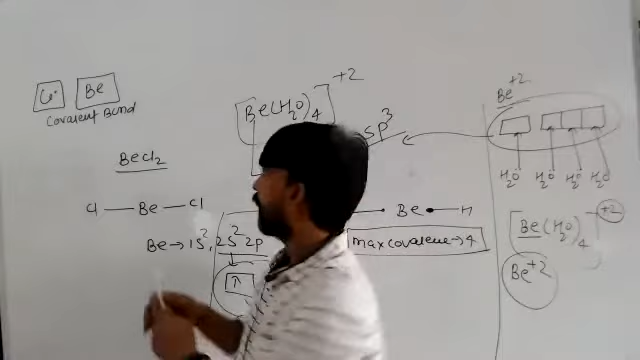 Be
Covalent Bond
BeCl2
Cl — Be — Cl
Be → 1S², 2S² 2P
[Be(H2O)4]+2
SP³
Be — H
max covalence → 4
Be+2
H2O H2O H2O H2O
[Be(H2O)4]+2
Be+2